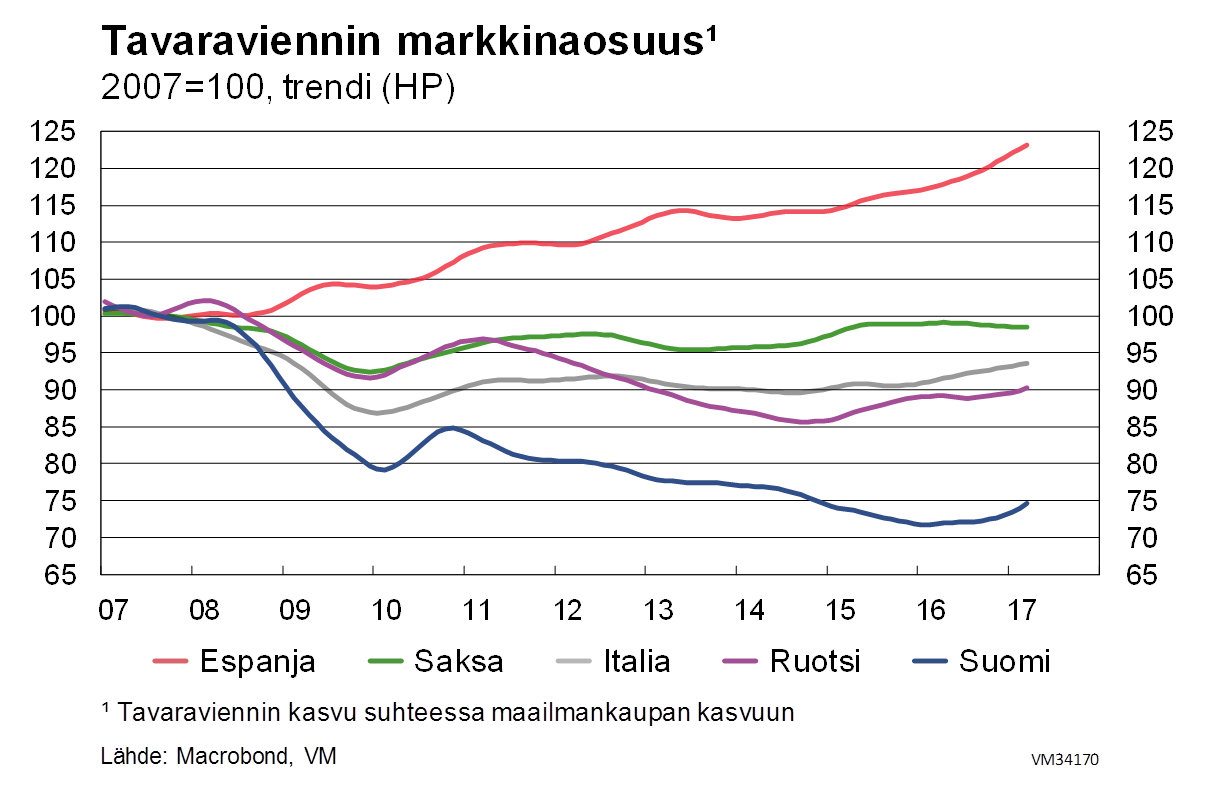 Tavaraviennin markkinaosuus¹
2007=100, trendi (HP)
125 125
120 120
115 115
110 110
105 105
100 100
95 95
90 90
85 85
80 80
75 75
70 70
65 65
07 08 09 10 11 12 13 14 15 16 17
Espanja Saksa Italia Ruotsi Suomi
¹ Tavaraviennin kasvu suhteessa maailmankaupan kasvuun
Lähde: Macrobond, VM VM34170